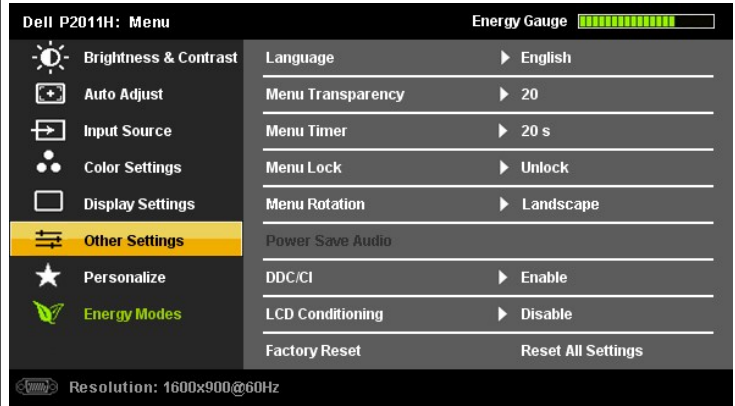 Dell P2011H: Menu Energy Gauge
Brightness & Contrast Language English
Auto Adjust Menu Transparency 20
Input Source Menu Timer 20 s
Color Settings Menu Lock Unlock
Display Settings Menu Rotation Landscape
Other Settings Power Save Audio
Personalize DDC/CI Enable
Energy Modes LCD Conditioning Disable
Factory Reset Reset All Settings
Resolution: 1600x900@60Hz